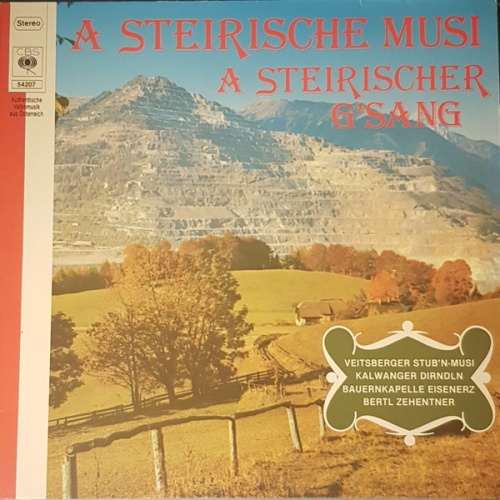 Stereo
CBS
54207
Authentische
Volksmusik
aus Österreich
A STEIRISCHE MUSI
A STEIRISCHER
G'SANG
VEITSBERGER STUB'N-MUSI
KALWANGER DIRNDLN
BAUERNKAPELLE EISENERZ
BERTL ZEHENTNER